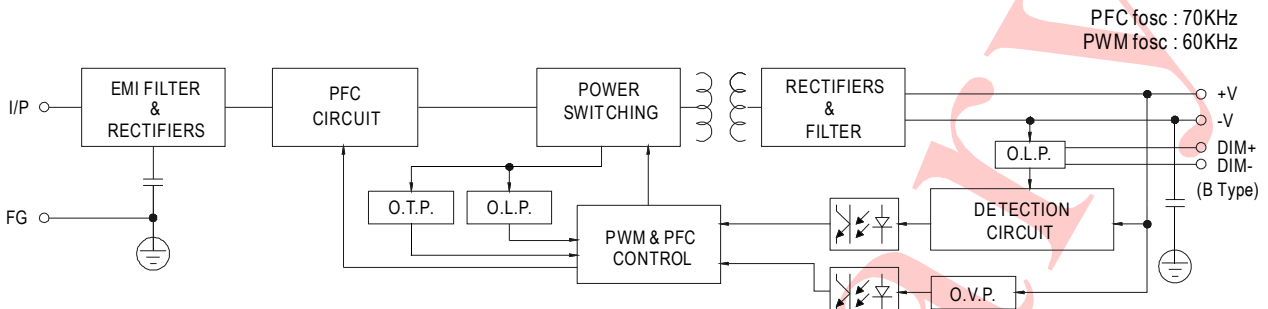 PFC fosc : 70KHz
PWM fosc : 60KHz
I/P
EMI FILTER
&
RECTIFIERS
PFC
CIRCUIT
POWER
SWITCHING
RECTIFIERS
&
FILTER
+V
-V
DIM+
DIM-
(B Type)
O.L.P.
FG
O.T.P.
O.L.P.
PWM & PFC
CONTROL
DETECTION
CIRCUIT
O.V.P.